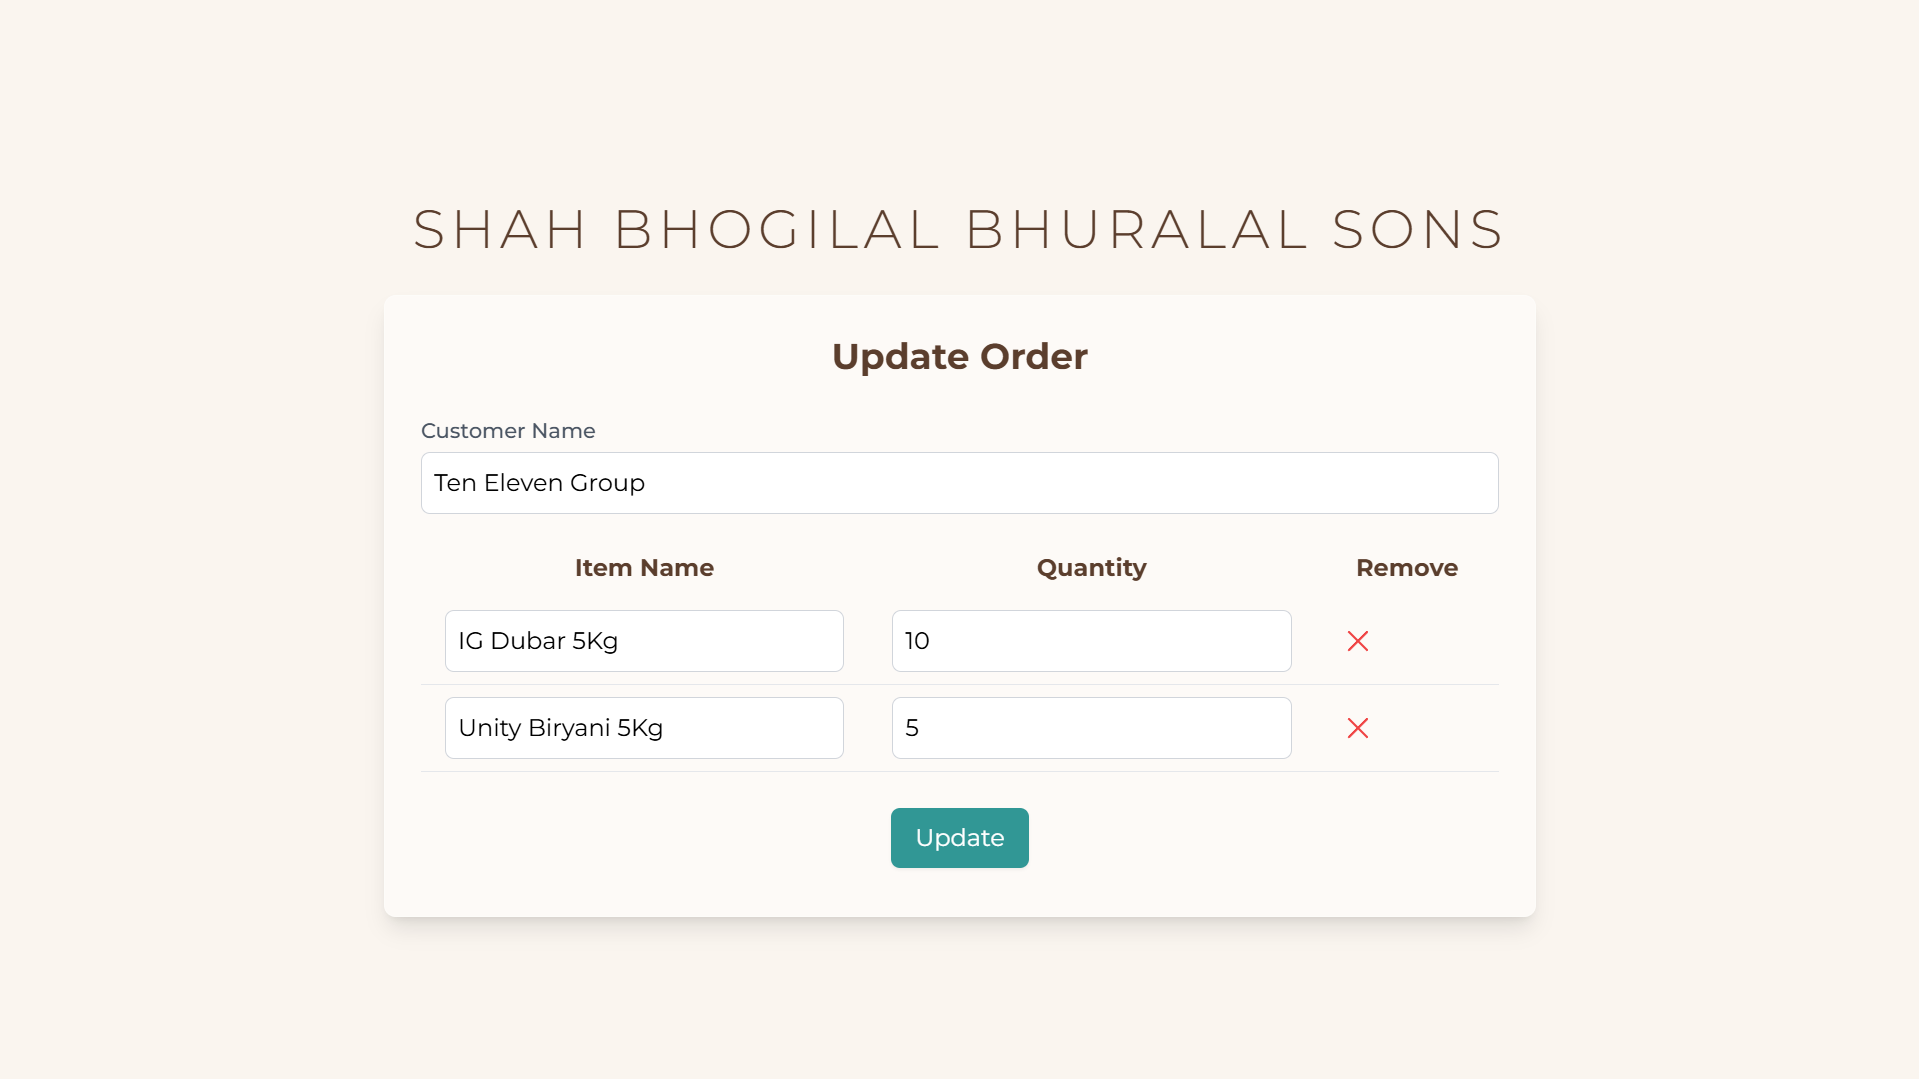 SHAH BHOGILAL BHURALAL SONS
Update Order
Customer Name
Ten Eleven Group
Item Name Quantity Remove
IG Dubar 5Kg 10
Unity Biryani 5Kg 5
Update